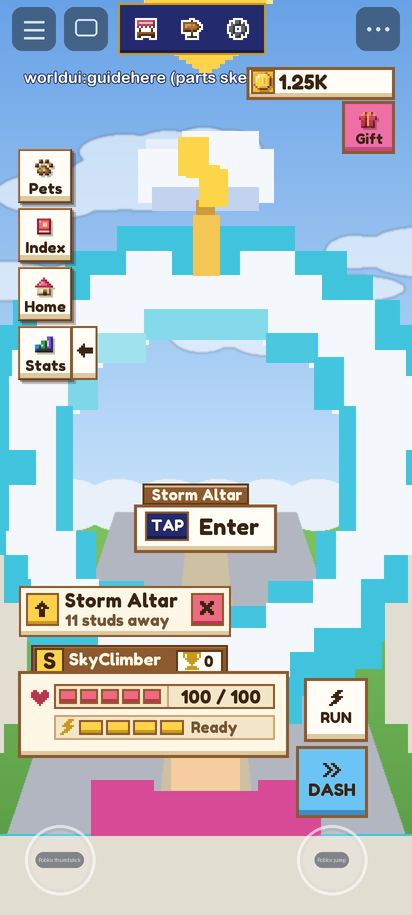 worldui:guidehere (parts ske
1.25K
Gift
Pets
Index
Home
Stats
Storm Altar
TAP Enter
Storm Altar
11 studs away
S SkyClimber 0
100 / 100
Ready
RUN
DASH
Roblox thumbstick
Roblox jump